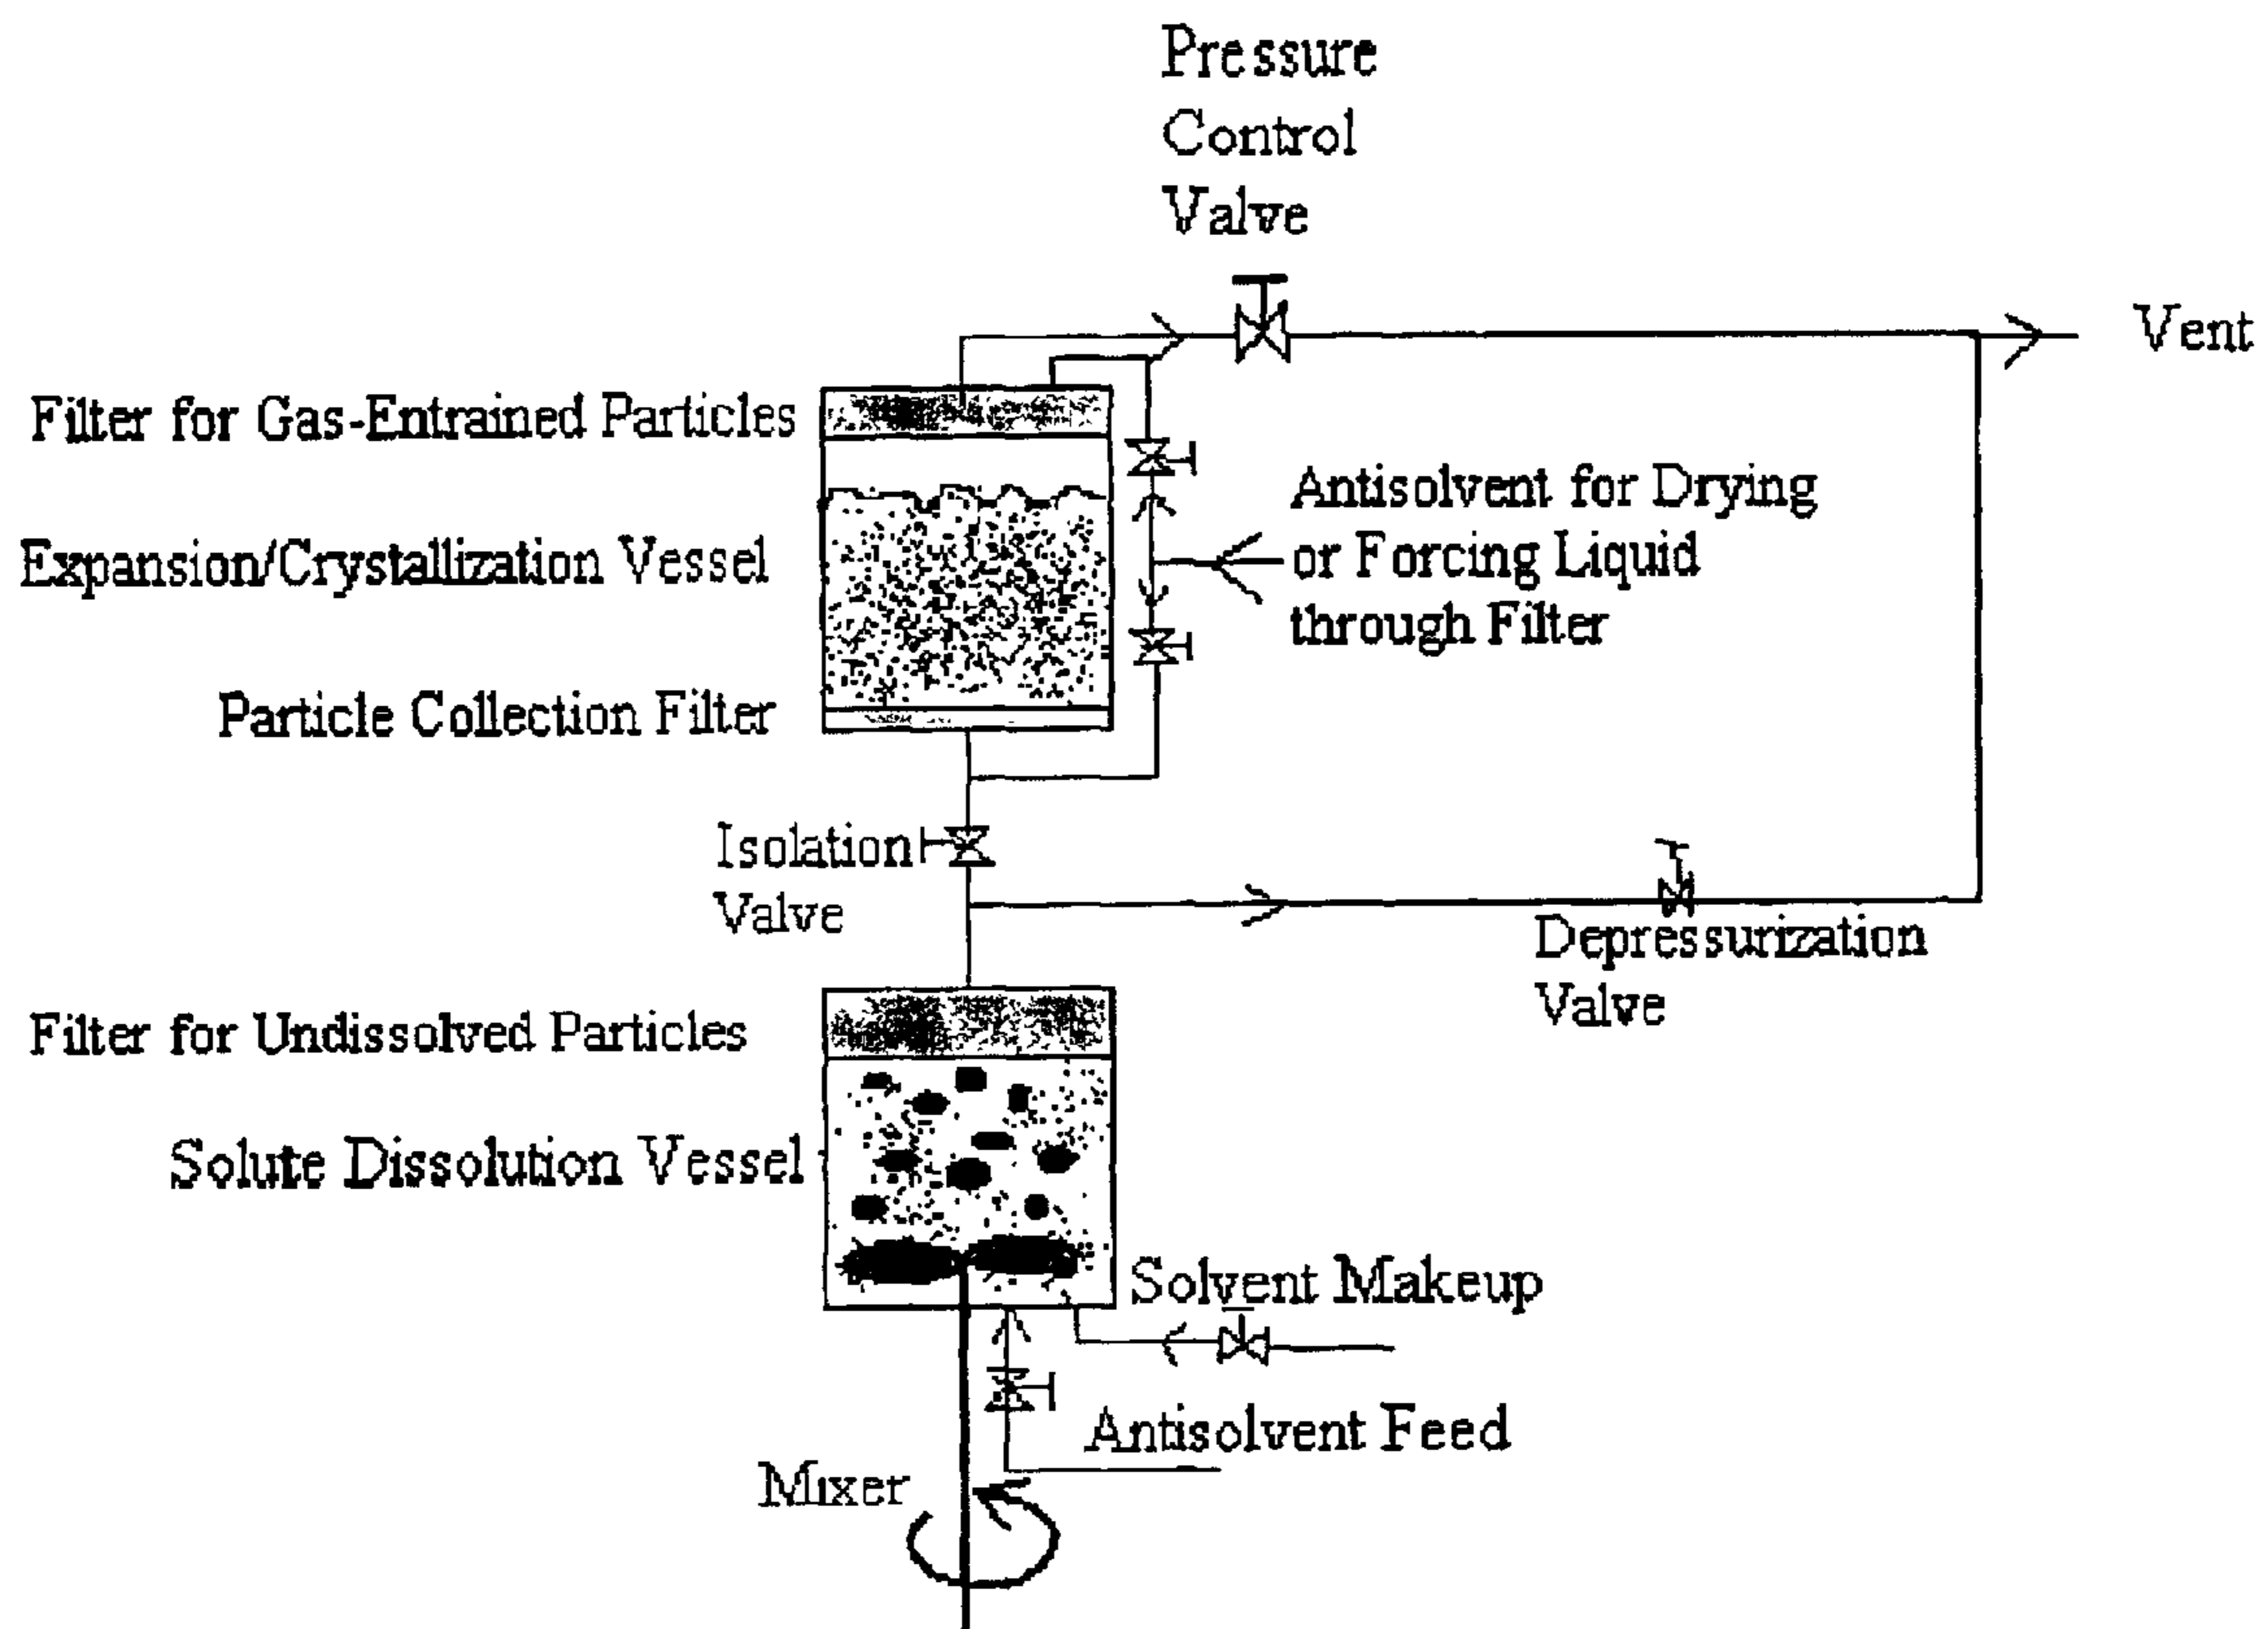 Pressure
Control
Valve
Vent
Filter for Gas-Entrained Particles
Antisolvent for Drying
or Forcing Liquid
through Filter
Expansion/Crystallization Vessel
Particle Collection Filter
Isolation
Valve
Depressurization
Valve
Filter for Undissolved Particles
Solute Dissolution Vessel
Solvent Makeup
Antisolvent Feed
Mixer